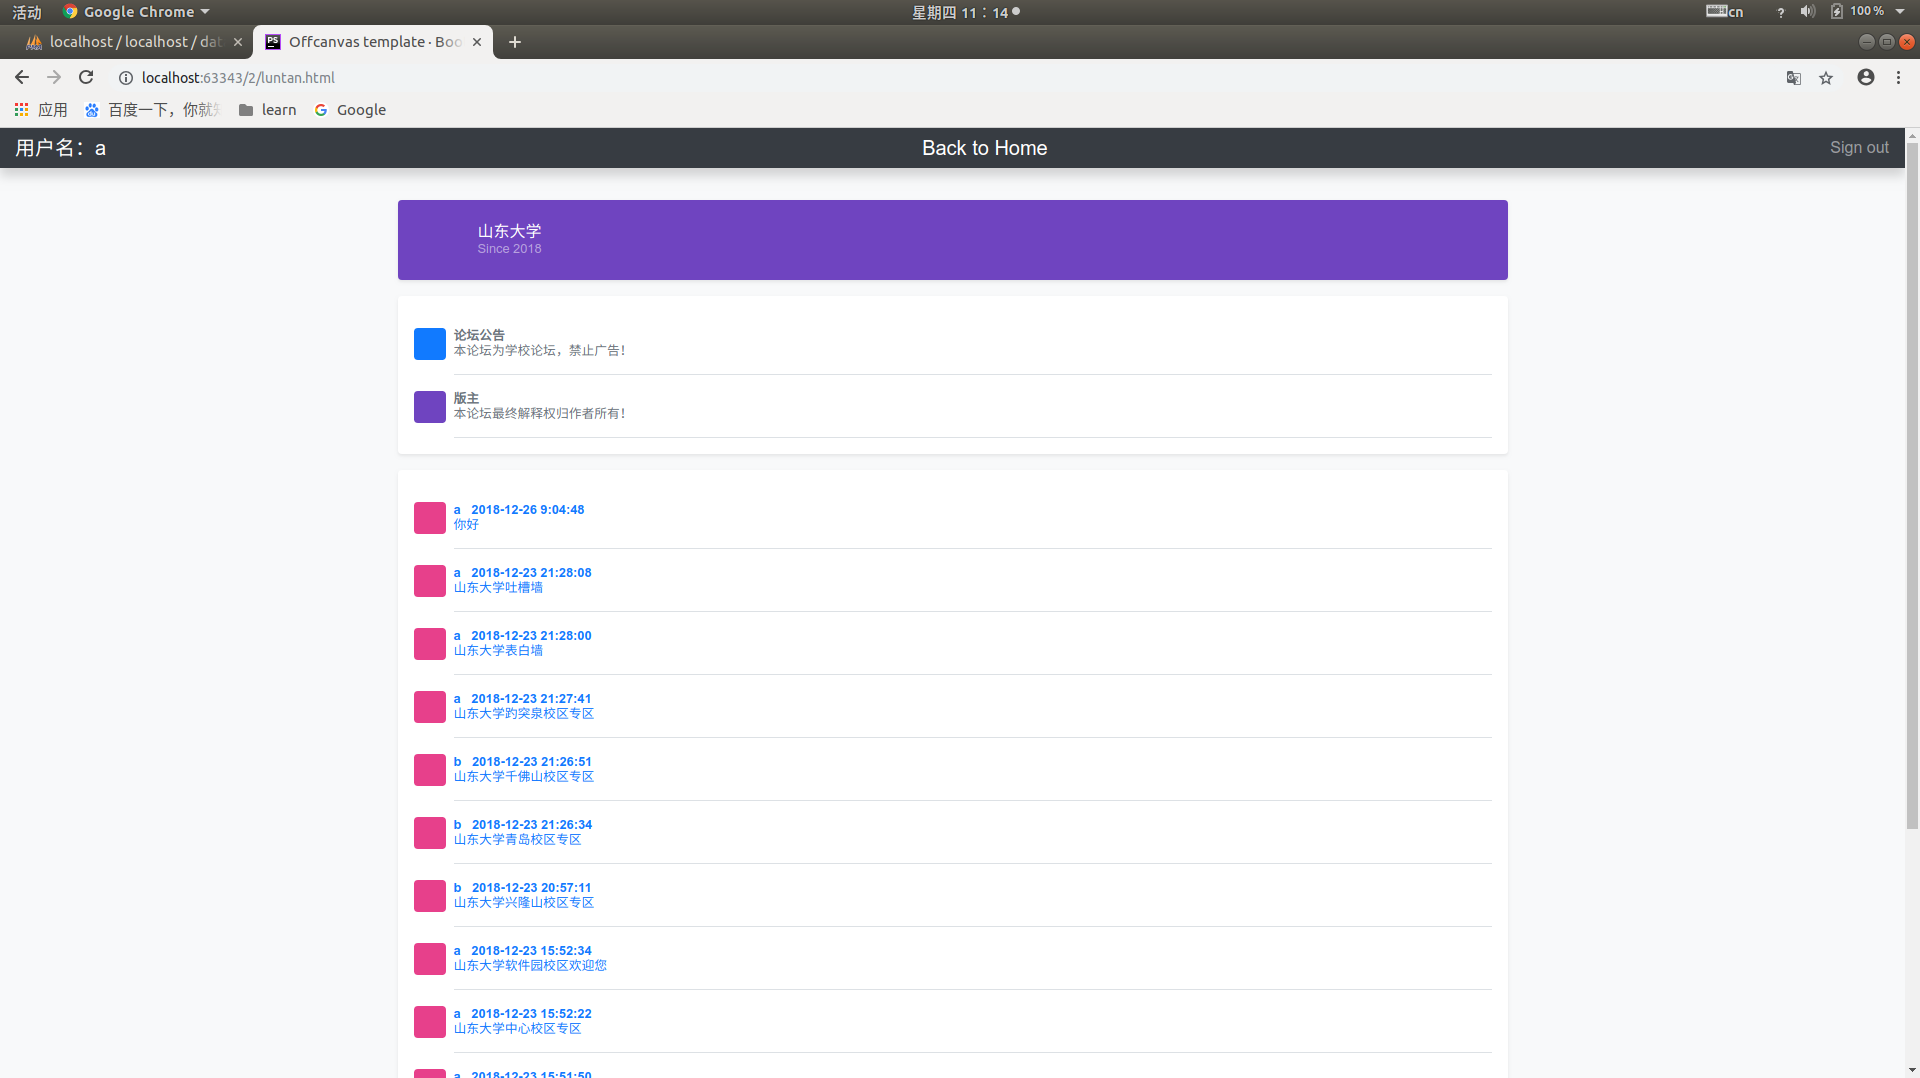 活动 Google Chrome 星期四 11：14 cn ? 100 %
localhost / localhost / dat Offcanvas template · Boo
localhost:63343/2/luntan.html
应用 百度一下，你就知 learn Google
用户名：a Back to Home Sign out
山东大学
Since 2018
论坛公告
本论坛为学校论坛，禁止广告！
版主
本论坛最终解释权归作者所有！
a 2018-12-26 9:04:48
你好
a 2018-12-23 21:28:08
山东大学吐槽墙
a 2018-12-23 21:28:00
山东大学表白墙
a 2018-12-23 21:27:41
山东大学趵突泉校区专区
b 2018-12-23 21:26:51
山东大学千佛山校区专区
b 2018-12-23 21:26:34
山东大学青岛校区专区
b 2018-12-23 20:57:11
山东大学兴隆山校区专区
a 2018-12-23 15:52:34
山东大学软件园校区欢迎您
a 2018-12-23 15:52:22
山东大学中心校区专区
a 2018-12-23 15:51:50